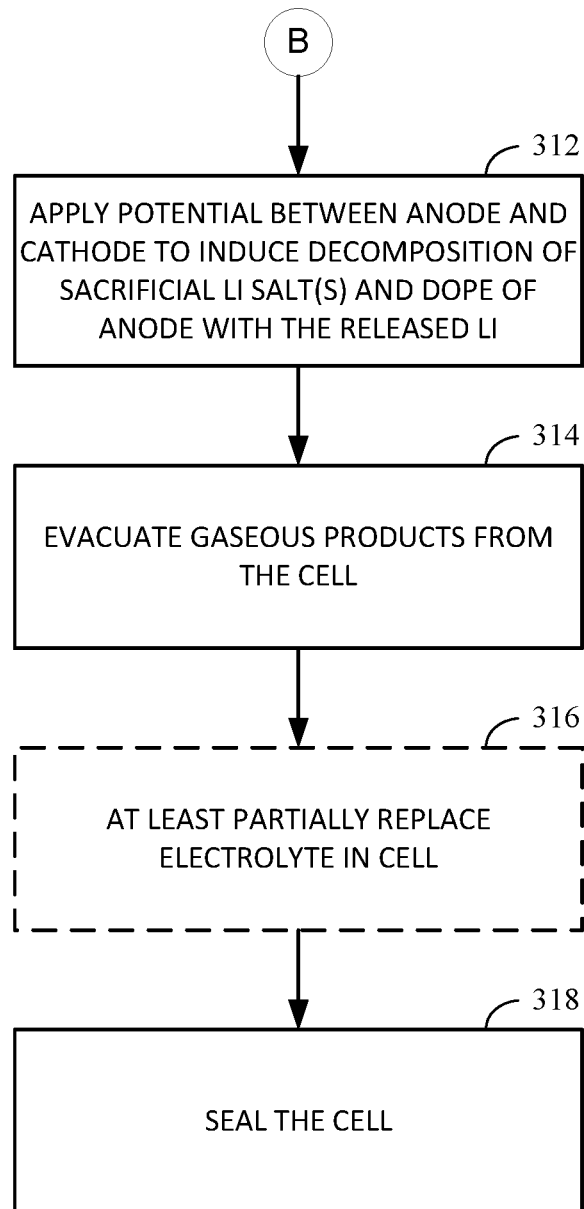 B
312
APPLY POTENTIAL BETWEEN ANODE AND
CATHODE TO INDUCE DECOMPOSITION OF
SACRIFICIAL LI SALT(S) AND DOPE OF
ANODE WITH THE RELEASED LI
314
EVACUATE GASEOUS PRODUCTS FROM
THE CELL
316
AT LEAST PARTIALLY REPLACE
ELECTROLYTE IN CELL
318
SEAL THE CELL